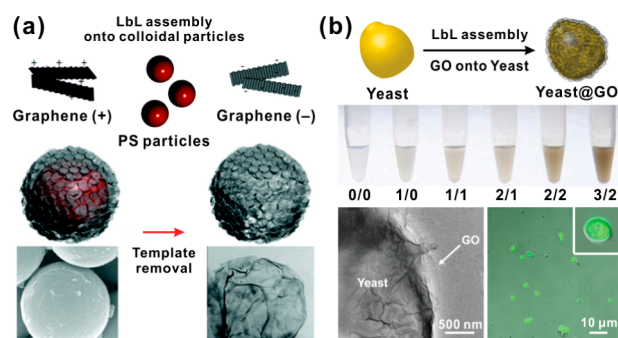 (a)
LbL assembly
onto colloidal particles
Graphene (+)
PS particles
Graphene (−)
Template
removal
(b)
LbL assembly
GO onto Yeast
Yeast
Yeast@GO
0/0 1/0 1/1 2/1 2/2 3/2
GO
Yeast
500 nm
10 μm